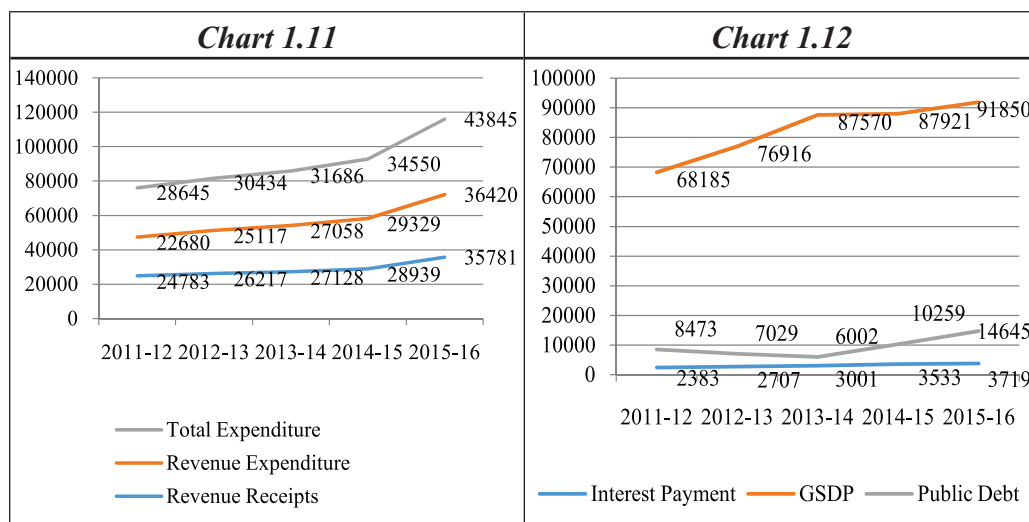 Chart 1.11
140000
120000
100000
80000
60000
40000
20000
0
43845
28645 30434 31686 34550
36420
22680 25117 27058 29329
35781
24783 26217 27128 28939
2011-12 2012-13 2013-14 2014-15 2015-16
Total Expenditure
Revenue Expenditure
Revenue Receipts
Chart 1.12
100000
90000
80000
70000
60000
50000
40000
30000
20000
10000
0
68185 76916 87570 87921 91850
8473 7029 6002 10259 14645
2383 2707 3001 3533 3719
2011-12 2012-13 2013-14 2014-15 2015-16
Interest Payment GSDP Public Debt